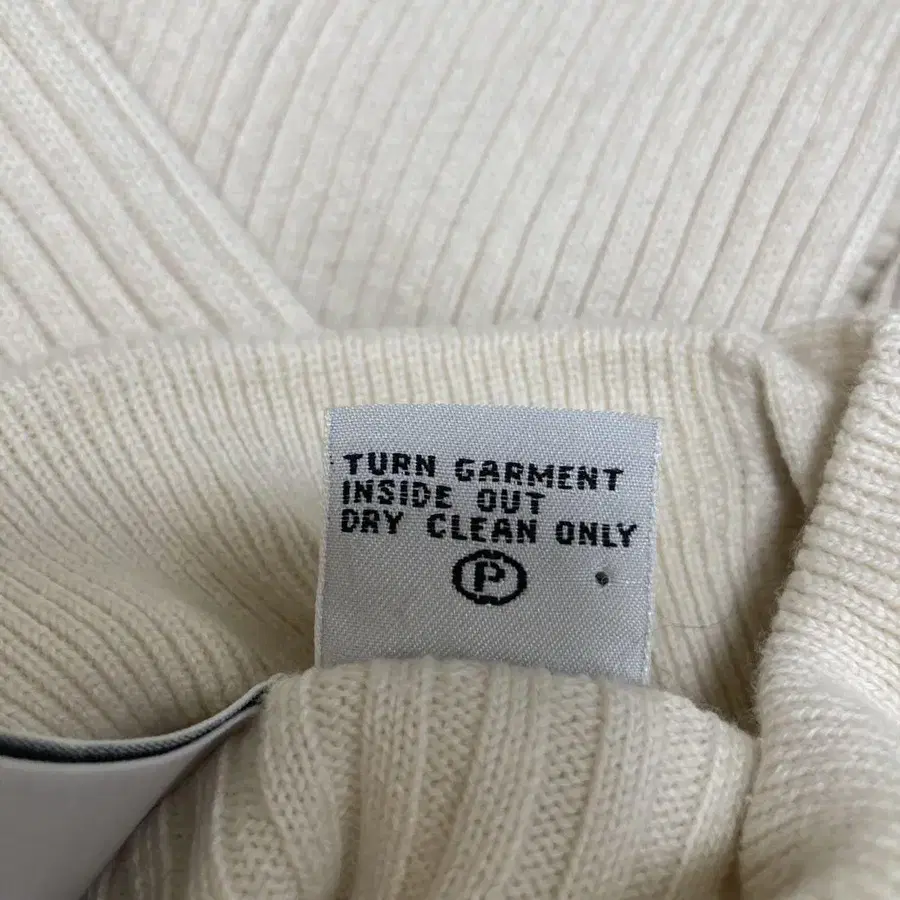 TURN GARMENT
INSIDE OUT
DRY CLEAN ONLY
P